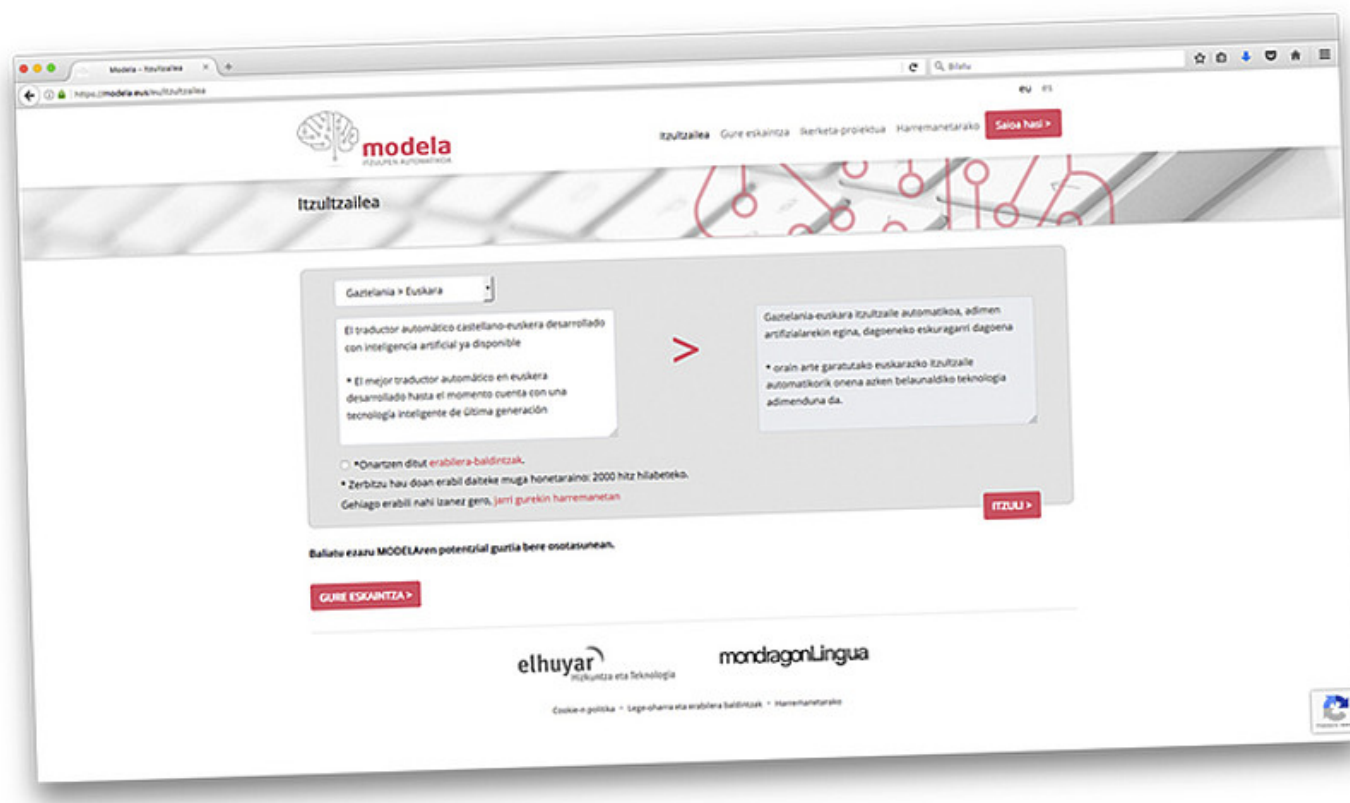 Modela - Itzultzailea
https://modela.eus/eu/itzultzailea
Bilatu
eu es
modela
ITZULPEN AUTOMATIKOA
Itzultzailea Gure eskaintza Ikerketa-proiektua Harremanetarako Saioa hasi >
Itzultzailea
Gaztelania > Euskara
El traductor automático castellano-euskera desarrollado
con inteligencia artificial ya disponible
* El mejor traductor automático en euskera
desarrollado hasta el momento cuenta con una
tecnología inteligente de última generación
>
Gaztelania-euskara itzultzaile automatikoa, adimen
artifizialarekin egina, dagoeneko eskuragarri dagoena
* orain arte garatutako euskarazko itzultzaile
automatikorik onena azken belaunaldiko teknologia
adimenduna da.
*Onartzen ditut erabilera-baldintzak.
* Zerbitzu hau doan erabil daiteke muga honetaraino: 2000 hitz hilabeteko.
Gehiago erabili nahi izanez gero, jarri gurekin harremanetan
ITZULI >
Baliatu ezazu MODELAren potentzial guztia bere osotasunean.
GURE ESKAINTZA >
elhuyar
Hizkuntza eta Teknologia
mondragonLingua
Cookie-n politika * Lege-oharra eta erabilera baldintzak * Harremanetarako